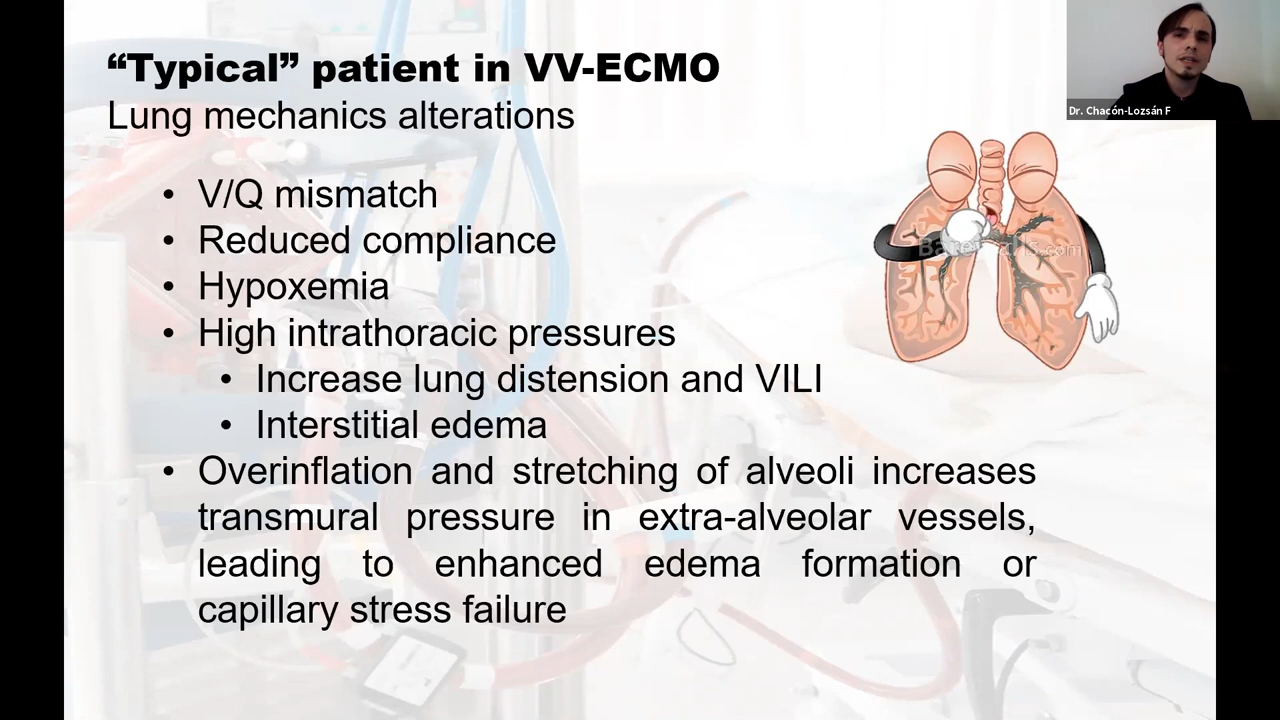 “Typical” patient in VV-ECMO
Lung mechanics alterations
• V/Q mismatch
• Reduced compliance
• Hypoxemia
• High intrathoracic pressures
• Increase lung distension and VILI
• Interstitial edema
• Overinflation and stretching of alveoli increases
transmural pressure in extra-alveolar vessels,
leading to enhanced edema formation or
capillary stress failure
Dr. Chacón-Lozsán F